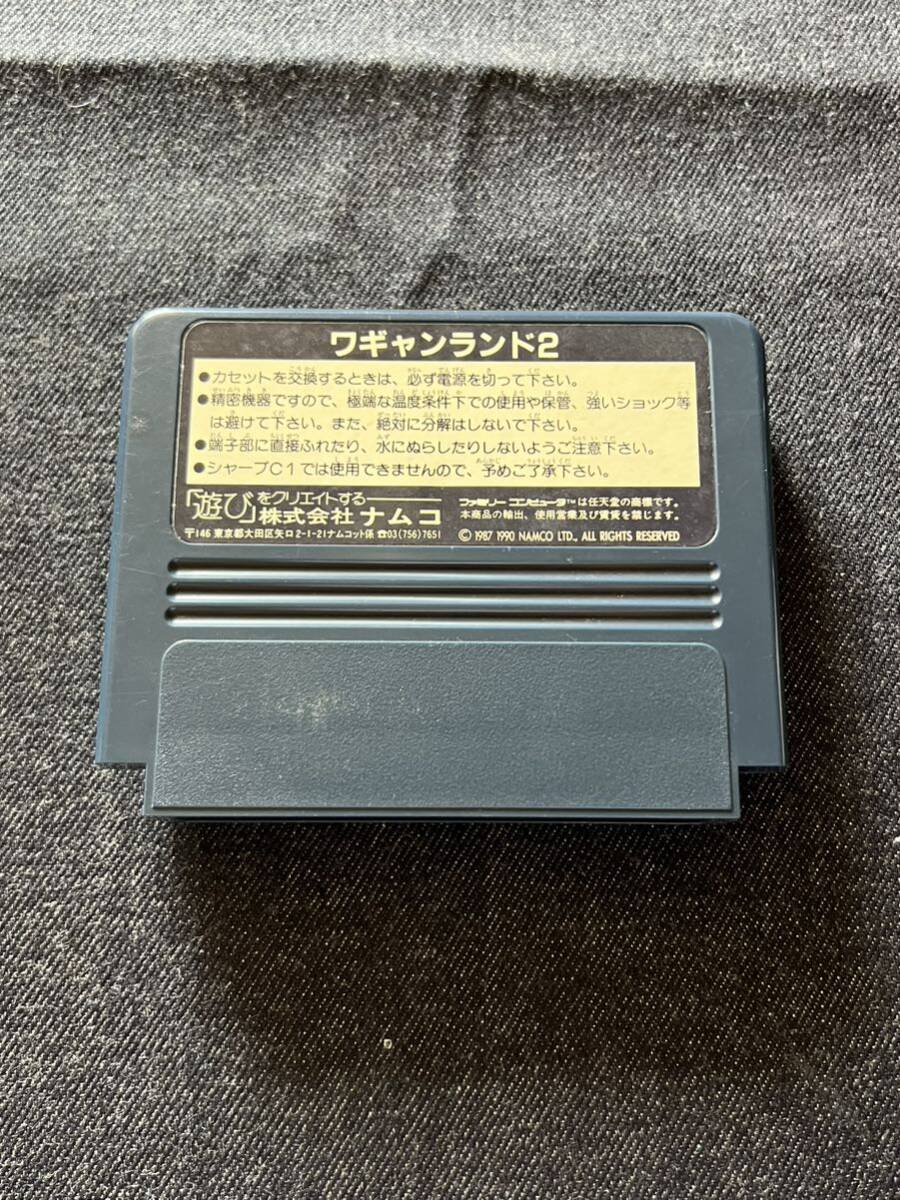 ワギャンランド2
●カセットを交換するときは、必ず電源を切って下さい。
●精密機器ですので、極端な温度条件下での使用や保管、強いショック等
は避けて下さい。また、絶対に分解はしないで下さい。
●端子部に直接ふれたり、水にぬらしたりしないようご注意下さい。
●シャープC1では使用できませんので、予めご了承下さい。
「遊び」をクリエイトする
株式会社 ナムコ
〒146 東京都大田区矢口2-1-21ナムコット係 ☎03(756)7651
ファミリーコンピュータ™は任天堂の商標です。
本商品の輸出、使用営業及び賃貸を禁じます。
© 1987 1990 NAMCO LTD., ALL RIGHTS RESERVED